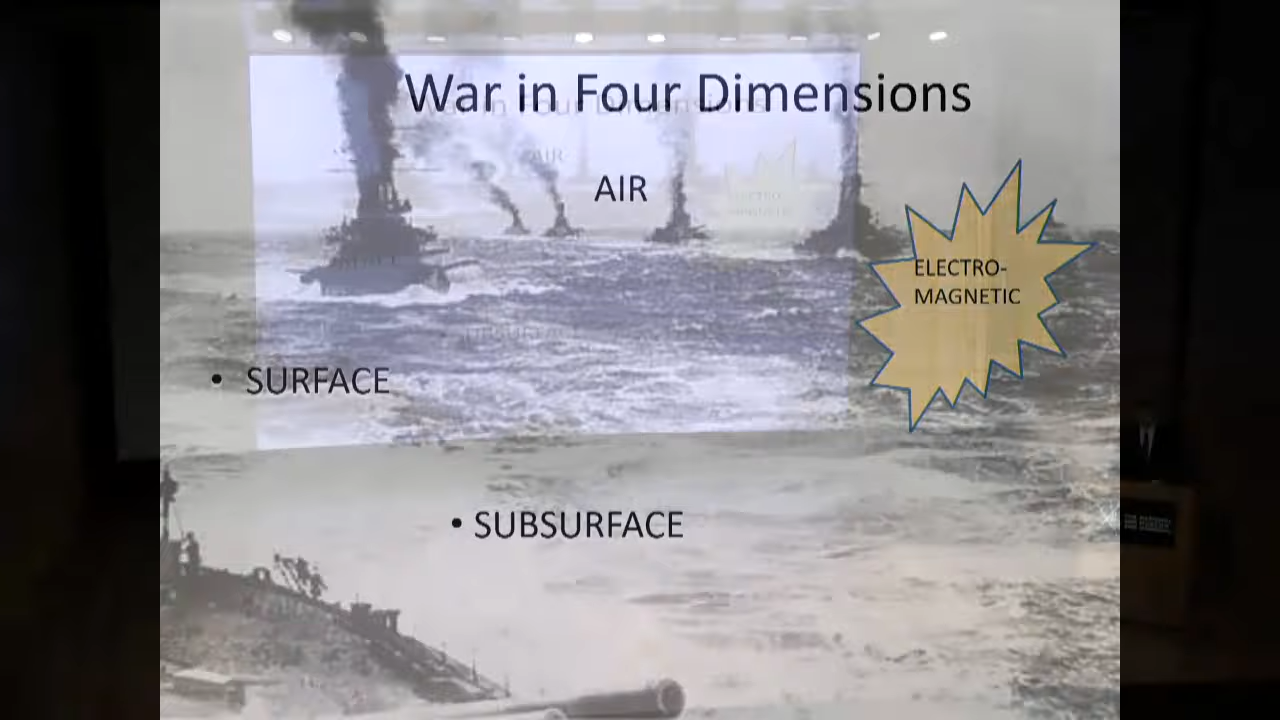 War in Four Dimensions
AIR
ELECTRO-
MAGNETIC
• SURFACE
• SUBSURFACE